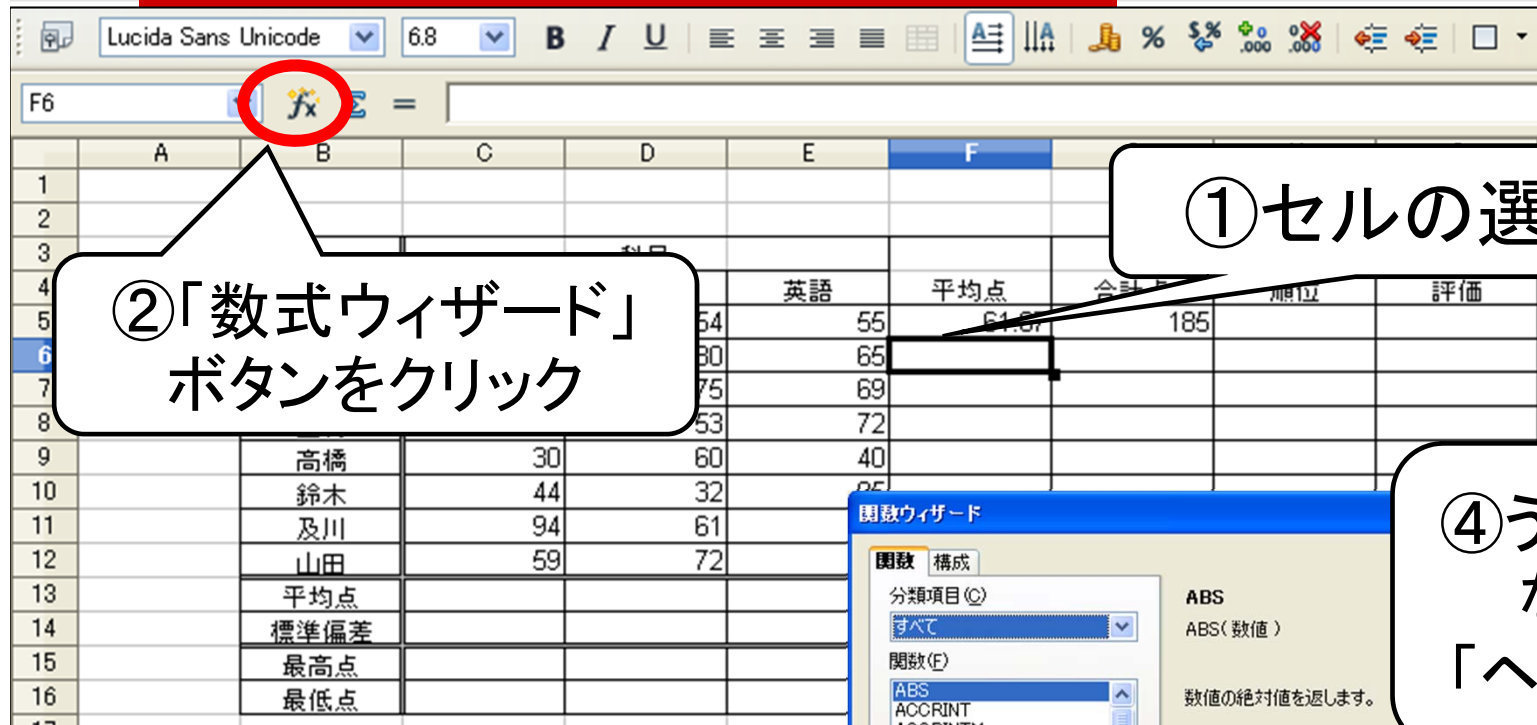 Lucida Sans Unicode 6.8 B I U
F6 fx Σ =
A B C D E F
1
2
3
①セルの選
4 英語 平均点 評価
②「数式ウィザード」
ボタンをクリック
5 54 55 61.67 185
6 80 65
7 75 69
8 53 72
9 高橋 30 60 40
10 鈴木 44 32
11 及川 94 61
12 山田 59 72
13 平均点
14 標準偏差
15 最高点
16 最低点
関数ウィザード
関数 構成
分類項目(C)
すべて
関数(F)
ABS
ACCRINT
ABS
ABS( 数値 )
数値の絶対値を返します。
④う
「ヘ